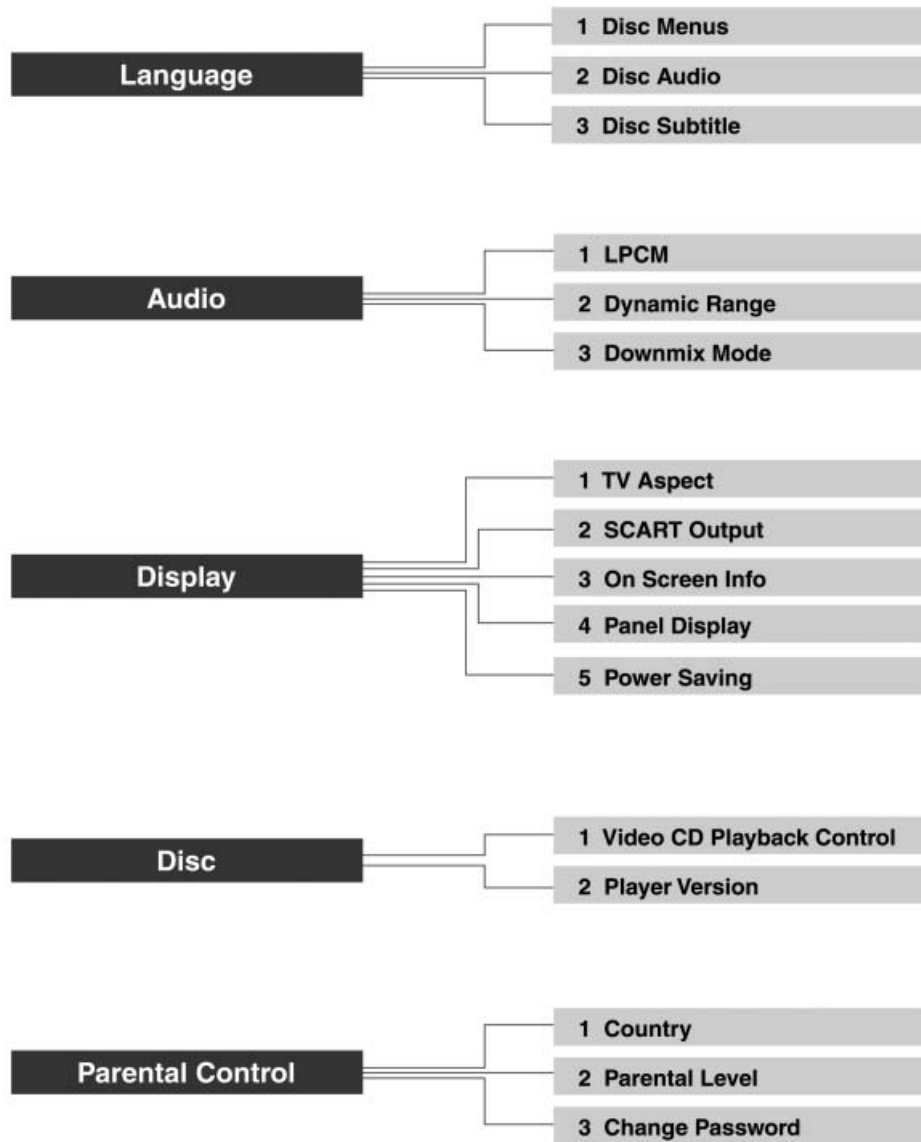 Language
1 Disc Menus
2 Disc Audio
3 Disc Subtitle
Audio
1 LPCM
2 Dynamic Range
3 Downmix Mode
Display
1 TV Aspect
2 SCART Output
3 On Screen Info
4 Panel Display
5 Power Saving
Disc
1 Video CD Playback Control
2 Player Version
Parental Control
1 Country
2 Parental Level
3 Change Password